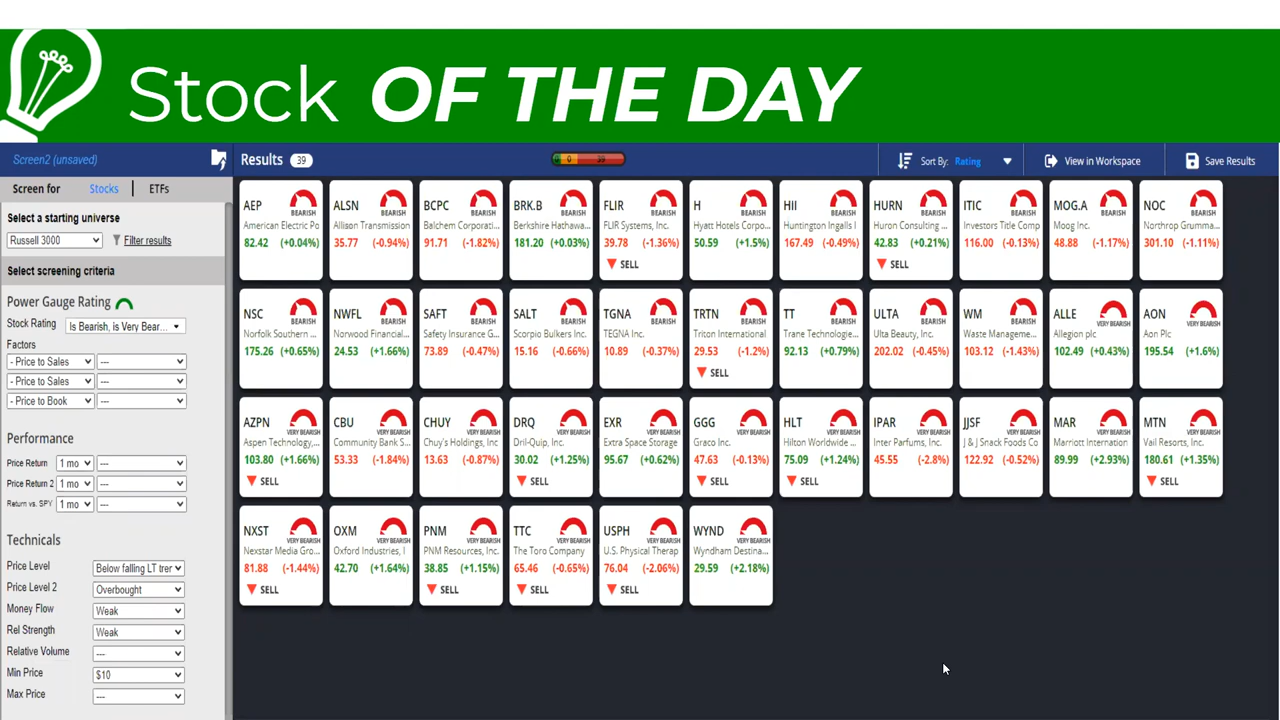 Stock OF THE DAY
Screen2 (unsaved)
Results 39
0 0 39
Sort By: Rating
View in Workspace
Save Results
Screen for Stocks ETFs
Select a starting universe
Russell 3000 Filter results
Select screening criteria
Power Gauge Rating
Stock Rating Is Bearish, is Very Bear...
Factors
- Price to Sales ---
- Price to Sales ---
- Price to Book ---
Performance
Price Return 1 mo ---
Price Return 2 1 mo ---
Return vs. SPY 1 mo ---
Technicals
Price Level Below falling LT trer
Price Level 2 Overbought
Money Flow Weak
Rel Strength Weak
Relative Volume ---
Min Price $10
Max Price ---
AEP BEARISH
American Electric Po
82.42 (+0.04%)
ALSN BEARISH
Allison Transmission
35.77 (-0.94%)
BCPC BEARISH
Balchem Corporati...
91.71 (-1.82%)
BRK.B BEARISH
Berkshire Hathawa...
181.20 (+0.03%)
FLIR BEARISH
FLIR Systems, Inc.
39.78 (-1.36%)
SELL
H BEARISH
Hyatt Hotels Corpo...
50.59 (+1.5%)
HII BEARISH
Huntington Ingalls I
167.49 (-0.49%)
HURN BEARISH
Huron Consulting ...
42.83 (+0.21%)
SELL
ITIC BEARISH
Investors Title Comp
116.00 (-0.13%)
MOG.A BEARISH
Moog Inc.
48.88 (-1.17%)
NOC BEARISH
Northrop Grumma...
301.10 (-1.11%)
NSC BEARISH
Norfolk Southern ...
175.26 (+0.65%)
NWFL BEARISH
Norwood Financial...
24.53 (+1.66%)
SAFT BEARISH
Safety Insurance G...
73.89 (-0.47%)
SALT BEARISH
Scorpio Bulkers Inc.
15.16 (-0.66%)
TGNA BEARISH
TEGNA Inc.
10.89 (-0.37%)
TRTN BEARISH
Triton International
29.53 (-1.2%)
SELL
TT BEARISH
Trane Technologie...
92.13 (+0.79%)
ULTA BEARISH
Ulta Beauty, Inc.
202.02 (-0.45%)
WM BEARISH
Waste Manageme...
103.12 (-1.43%)
ALLE VERY BEARISH
Allegion plc
102.49 (+0.43%)
AON VERY BEARISH
Aon Plc
195.54 (+1.6%)
AZPN VERY BEARISH
Aspen Technology,...
103.80 (+1.66%)
SELL
CBU VERY BEARISH
Community Bank S...
53.33 (-1.84%)
CHUY VERY BEARISH
Chuy's Holdings, Inc
13.63 (-0.87%)
DRQ VERY BEARISH
Dril-Quip, Inc.
30.02 (+1.25%)
SELL
EXR VERY BEARISH
Extra Space Storage
95.67 (+0.62%)
GGG VERY BEARISH
Graco Inc.
47.63 (-0.13%)
SELL
HLT VERY BEARISH
Hilton Worldwide ...
75.09 (+1.24%)
SELL
IPAR VERY BEARISH
Inter Parfums, Inc.
45.55 (-2.8%)
JJSF VERY BEARISH
J & J Snack Foods Co
122.92 (-0.52%)
MAR VERY BEARISH
Marriott Internation
89.99 (+2.93%)
MTN VERY BEARISH
Vail Resorts, Inc.
180.61 (+1.35%)
SELL
NXST VERY BEARISH
Nexstar Media Gro...
81.88 (-1.44%)
SELL
OXM VERY BEARISH
Oxford Industries, I
42.70 (+1.64%)
PNM VERY BEARISH
PNM Resources, Inc.
38.85 (+1.15%)
SELL
TTC VERY BEARISH
The Toro Company
65.46 (-0.65%)
SELL
USPH VERY BEARISH
U.S. Physical Therap
76.04 (-2.06%)
SELL
WYND VERY BEARISH
Wyndham Destina...
29.59 (+2.18%)